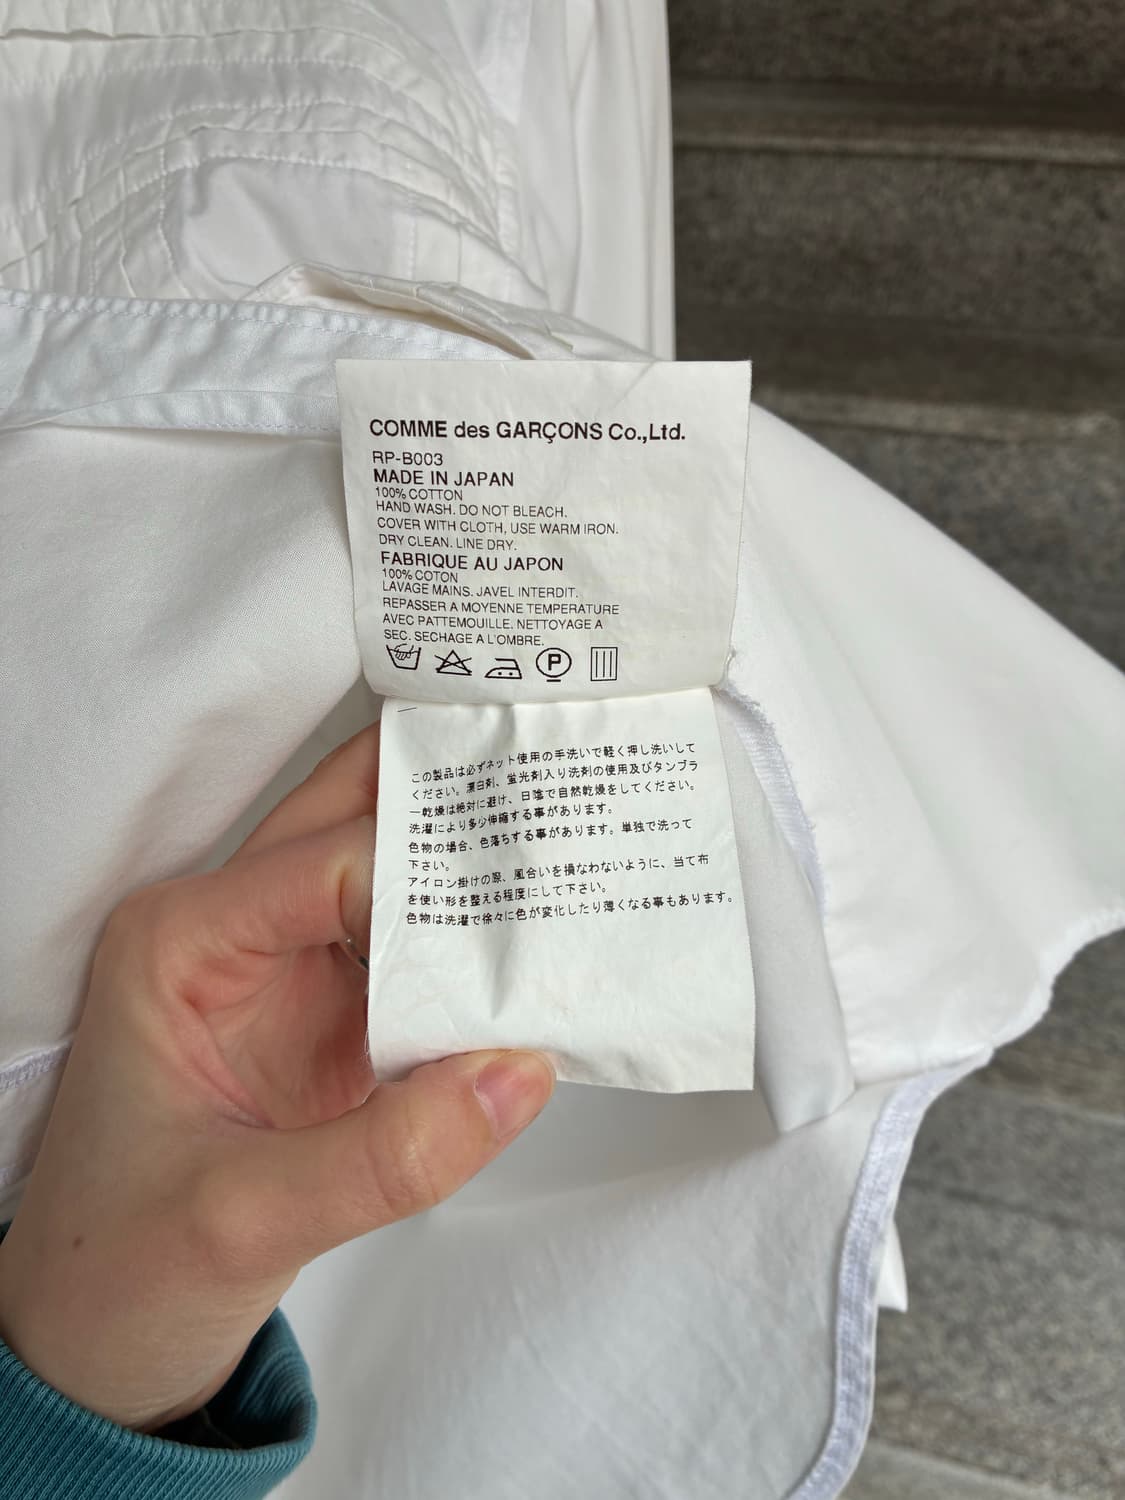 COMME des GARÇONS Co.,Ltd.
RP-B003
MADE IN JAPAN
100% COTTON
HAND WASH. DO NOT BLEACH.
COVER WITH CLOTH, USE WARM IRON.
DRY CLEAN. LINE DRY.
FABRIQUE AU JAPON
100% COTON
LAVAGE MAINS. JAVEL INTERDIT.
REPASSER A MOYENNE TEMPERATURE
AVEC PATTEMOUILLE. NETTOYAGE A
SEC. SECHAGE A L'OMBRE.
P
この製品は必ずネット使用の手洗いで軽く押し洗いして
ください。漂白剤、蛍光剤入り洗剤の使用及びタンブラ
ー乾燥は絶対に避け、日陰で自然乾燥をしてください。
洗濯により多少伸縮する事があります。
色物の場合、色落ちする事があります。単独で洗って
下さい。
アイロン掛けの際、風合いを損なわないように、当て布
を使い形を整える程度にして下さい。
色物は洗濯で徐々に色が変化したり薄くなる事もあります。